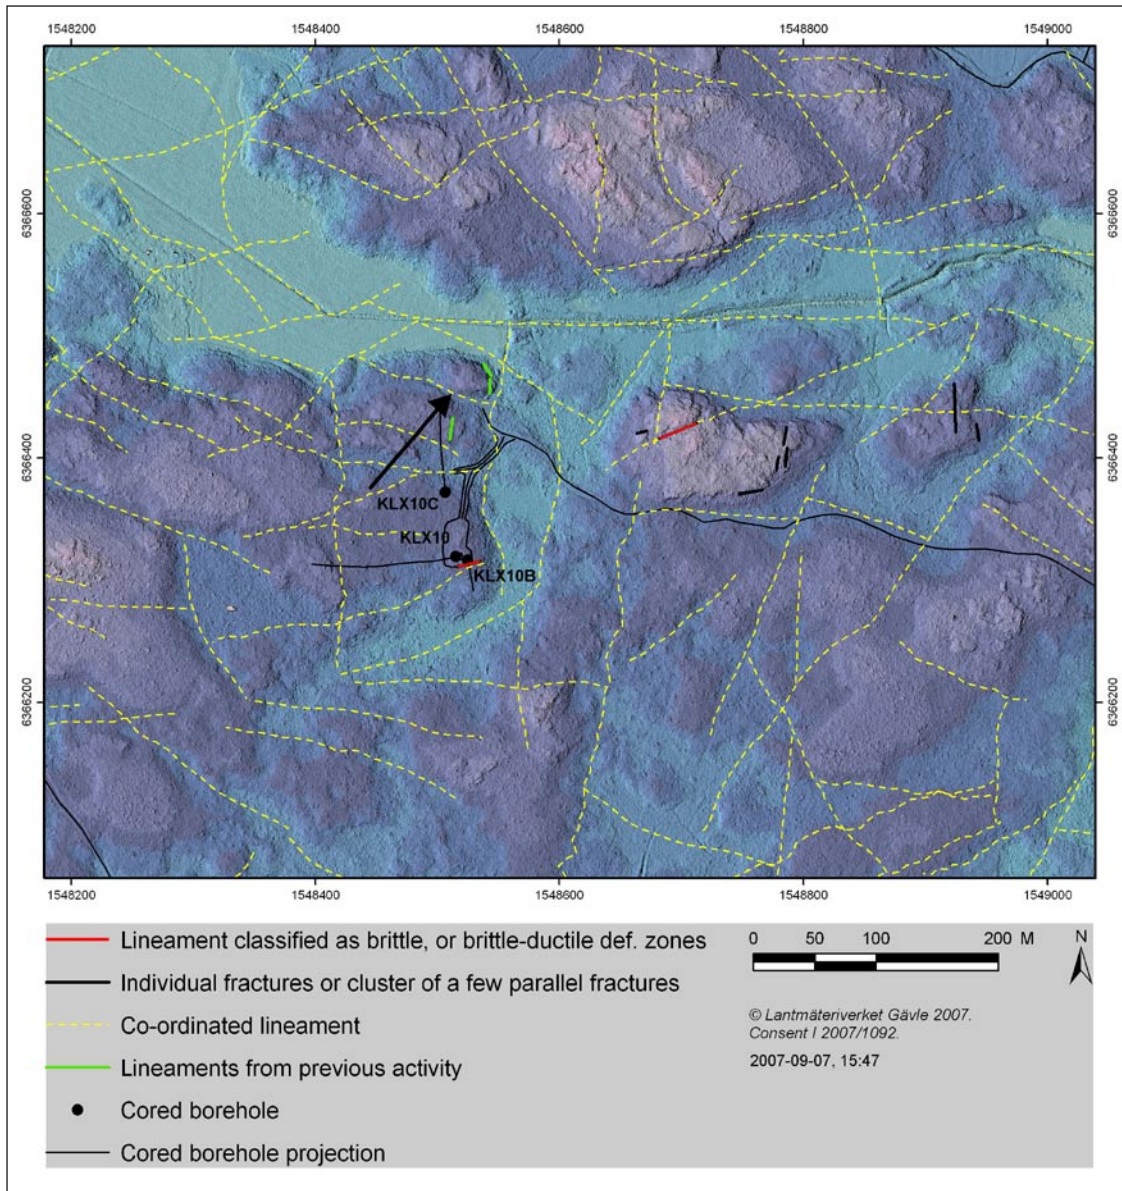 1548200 1548400 1548600 1548800 1549000
6366600 6366600
6366400 6366400
KLX10C
KLX10
KLX10B
6366200 6366200
1548200 1548400 1548600 1548800 1549000
Lineament classified as brittle, or brittle-ductile def. zones
Individual fractures or cluster of a few parallel fractures
Co-ordinated lineament
Lineaments from previous activity
Cored borehole
Cored borehole projection
0 50 100 200 M
N
© Lantmäteriverket Gävle 2007.
Consent I 2007/1092.
2007-09-07, 15:47